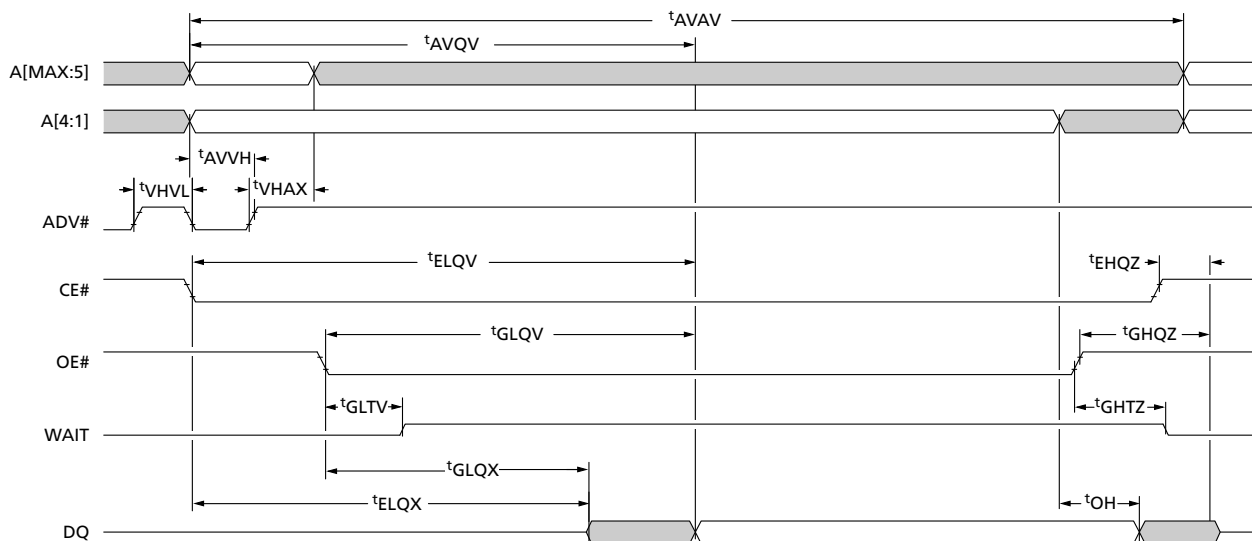 tAVAV
tAVQV
A[MAX:5]
A[4:1]
tAVVH
tVHVL
tVHAX
ADV#
tELQV
tEHQZ
CE#
tGLQV
tGHQZ
OE#
tGLTV
tGHTZ
WAIT
tGLQX
tELQX
tOH
DQ